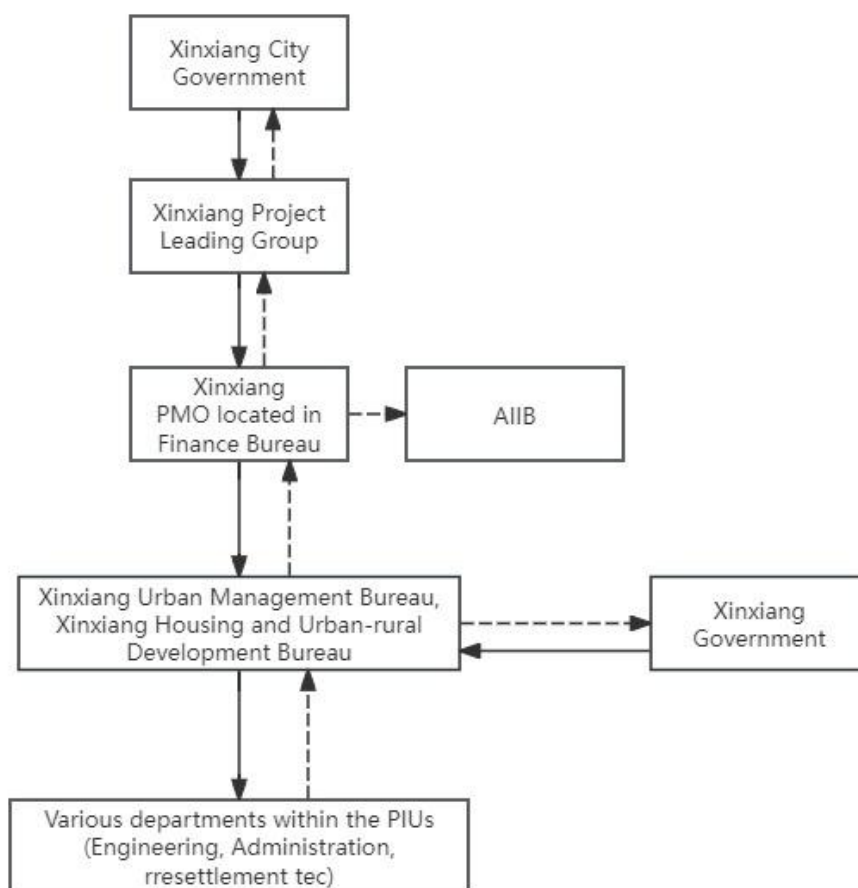 Xinxiang City
Government
Xinxiang Project
Leading Group
Xinxiang
PMO located in
Finance Bureau
AIIB
Xinxiang Urban Management Bureau,
Xinxiang Housing and Urban-rural
Development Bureau
Xinxiang
Government
Various departments within the PIUs
(Engineering, Administration,
rresettlement tec)